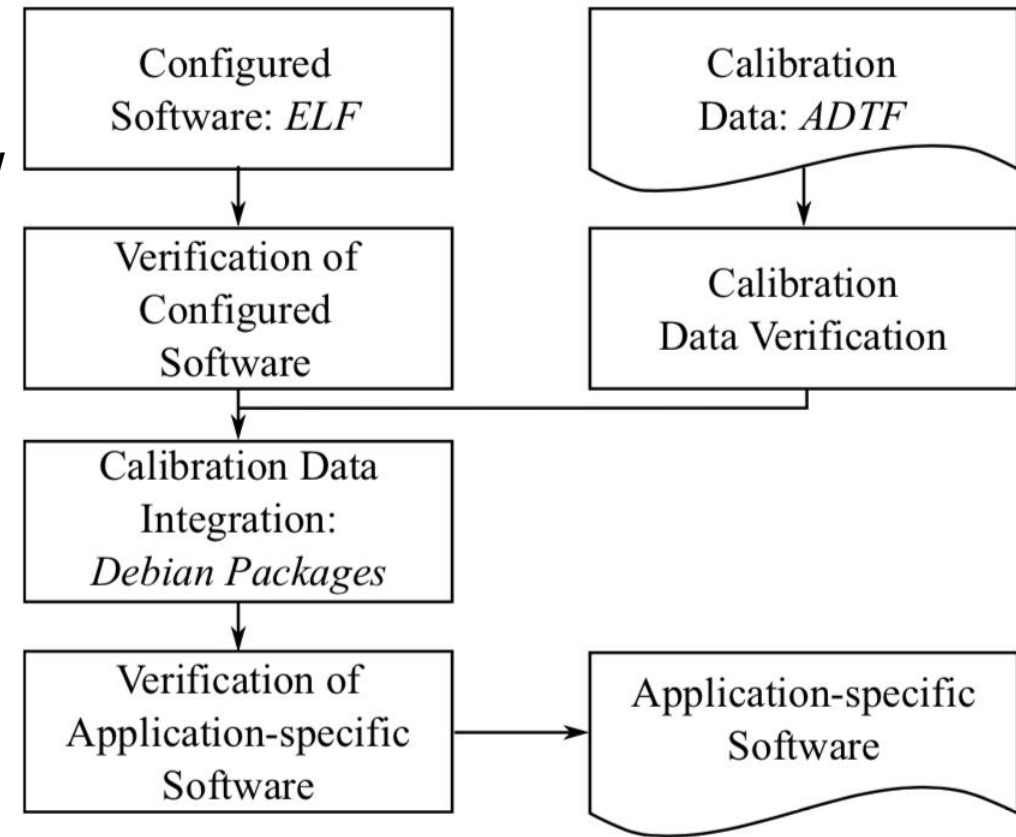 Configured
Software: ELF
Calibration
Data: ADTF
Verification of
Configured
Software
Calibration
Data Verification
Calibration Data
Integration:
Debian Packages
Verification of
Application-specific
Software
Application-specific
Software